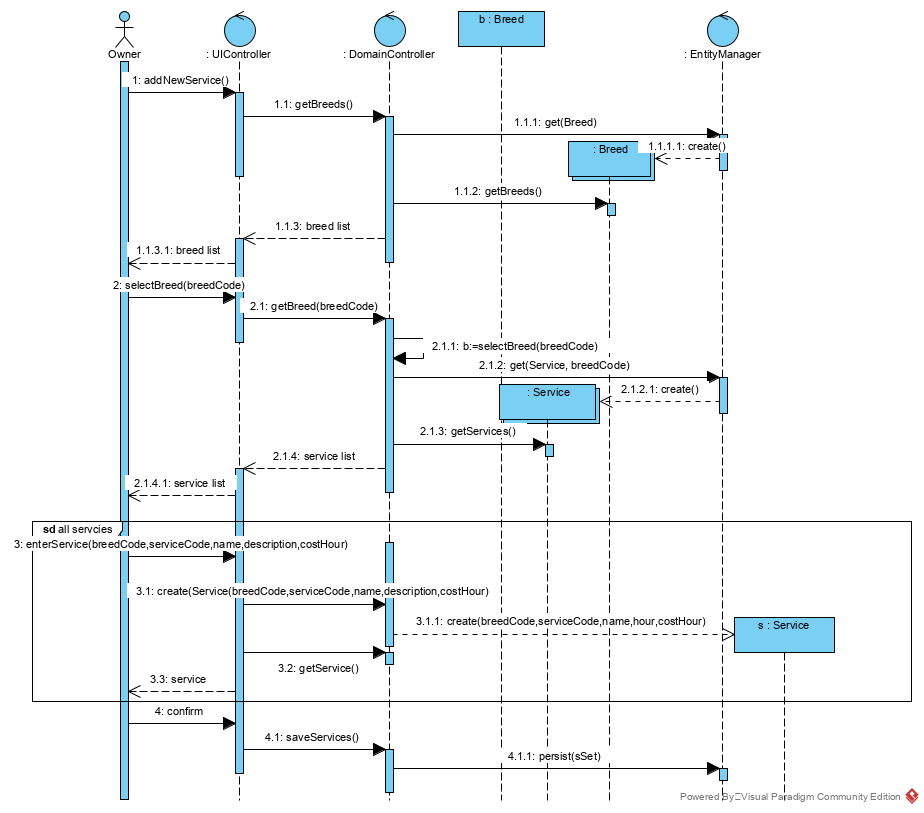 b : Breed
Owner
: UIController
: DomainController
: EntityManager
1: addNewService()
1.1: getBreeds()
1.1.1: get(Breed)
1.1.1.1: create()
: Breed
1.1.2: getBreeds()
1.1.3: breed list
1.1.3.1: breed list
2: selectBreed(breedCode)
2.1: getBreed(breedCode)
2.1.1: b:=selectBreed(breedCode)
2.1.2: get(Service, breedCode)
2.1.2.1: create()
: Service
2.1.3: getServices()
2.1.4: service list
2.1.4.1: service list
sd all servcies
3: enterService(breedCode,serviceCode,name,description,costHour)
3.1: create(Service(breedCode,serviceCode,name,description,costHour)
3.1.1: create(breedCode,serviceCode,name,hour,costHour)
s : Service
3.2: getService()
3.3: service
4: confirm
4.1: saveServices()
4.1.1: persist(sSet)
Powered By Visual Paradigm Community Edition